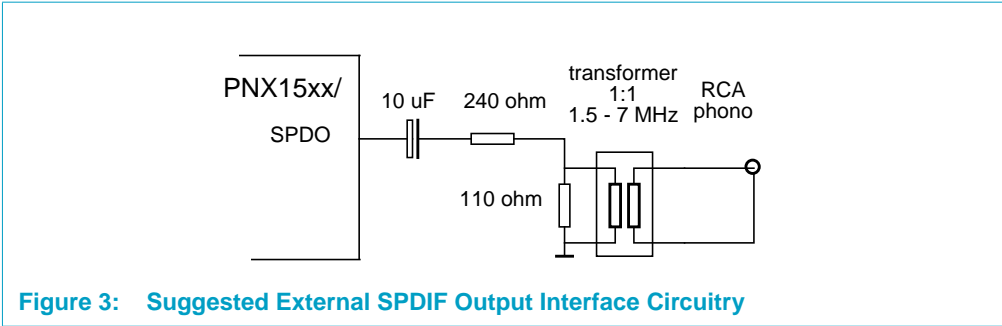 PNX15xx/
SPDO
10 uF
240 ohm
transformer
1:1
1.5 - 7 MHz
RCA
phono
110 ohm
Figure 3: Suggested External SPDIF Output Interface Circuitry